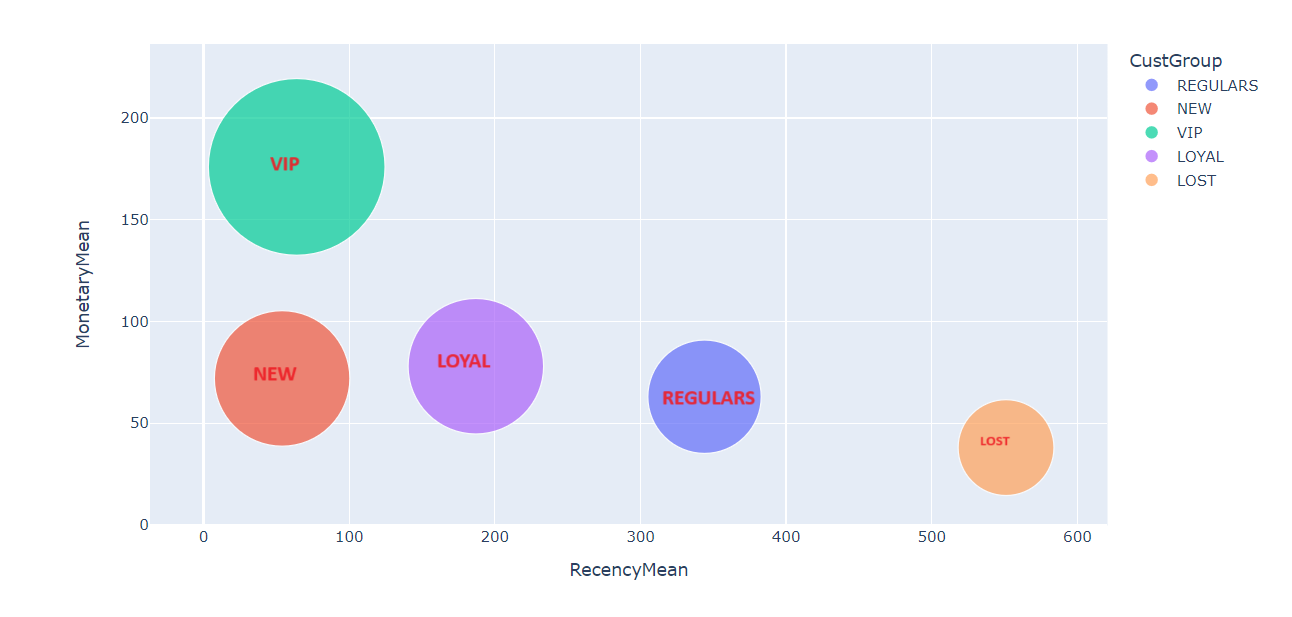 CustGroup
REGULARS
NEW
VIP
LOYAL
LOST
MonetaryMean
200
150
100
50
0
VIP
NEW
LOYAL
REGULARS
LOST
0 100 200 300 400 500 600
RecencyMean